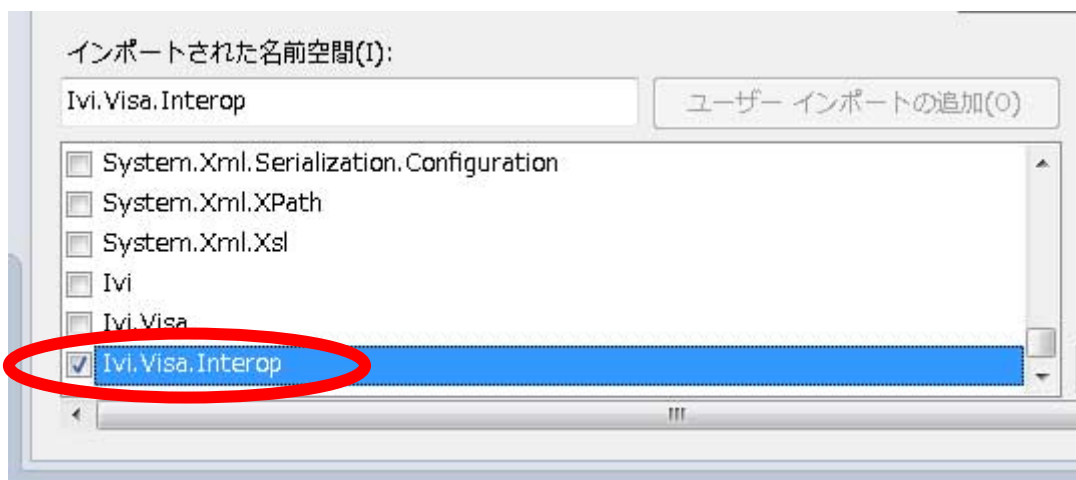 インポートされた名前空間(I):
Ivi.Visa.Interop
ユーザー インポートの追加(O)
System.Xml.Serialization.Configuration
System.Xml.XPath
System.Xml.Xsl
Ivi
Ivi.Visa
Ivi.Visa.Interop